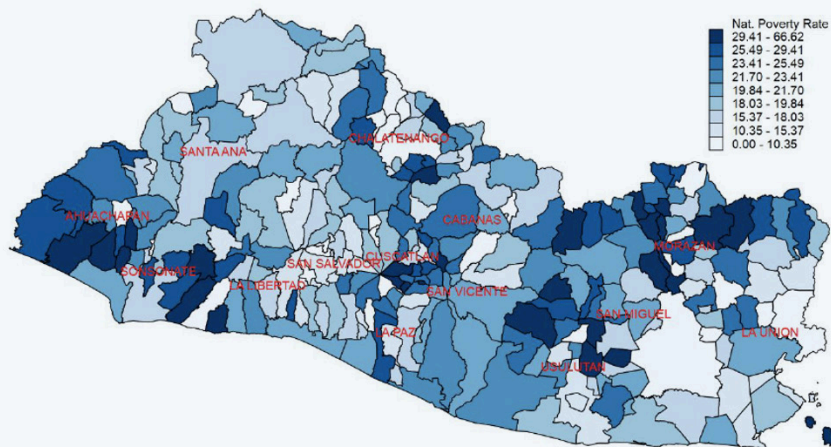 Nat. Poverty Rate
29.41 - 66.62
25.49 - 29.41
23.41 - 25.49
21.70 - 23.41
19.84 - 21.70
18.03 - 19.84
15.37 - 18.03
10.35 - 15.37
0.00 - 10.35
CHALATENANGO
SANTA ANA
AHUACHAPAN
CABANAS
MORAZAN
CUSCATLAN
SAN SALVADOR
SONSONATE
LA LIBERTAD
SAN VICENTE
SAN MIGUEL
LA PAZ
LA UNION
USULUTAN